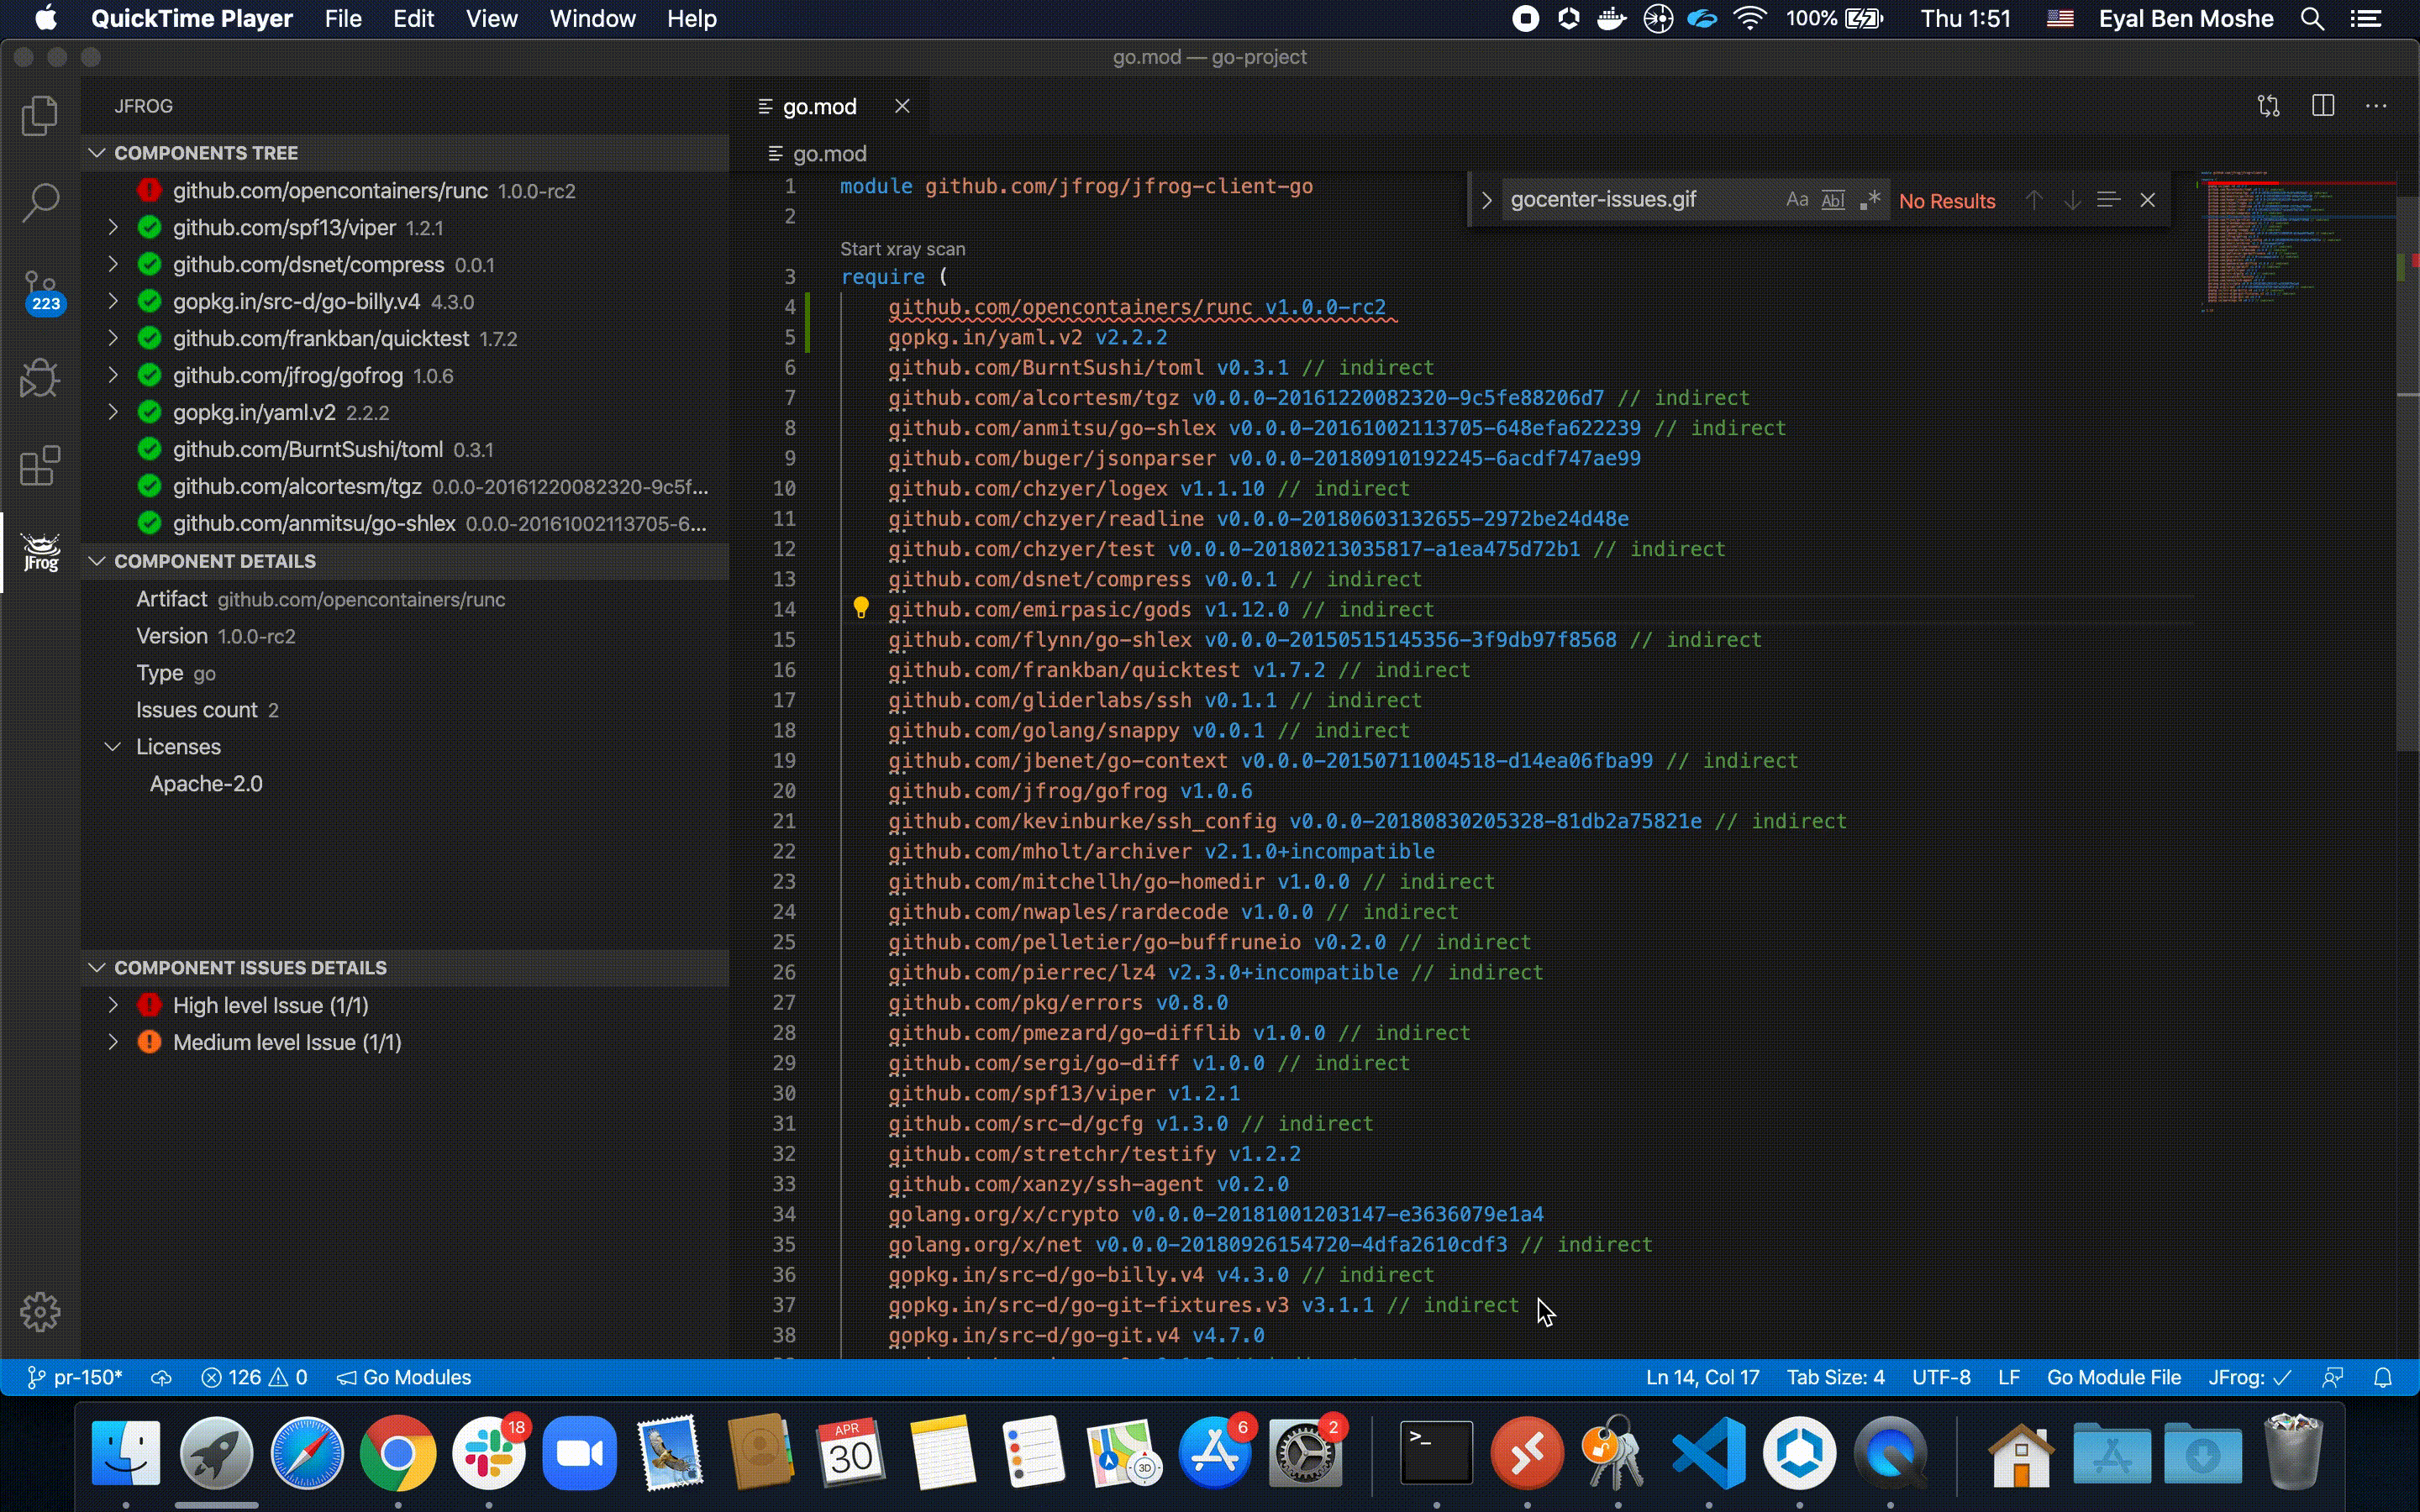 QuickTime Player File Edit View Window Help 100% Thu 1:51 Eyal Ben Moshe
go.mod — go-project
JFROG
COMPONENTS TREE
github.com/opencontainers/runc 1.0.0-rc2
github.com/spf13/viper 1.2.1
github.com/dsnet/compress 0.0.1
gopkg.in/src-d/go-billy.v4 4.3.0
github.com/frankban/quicktest 1.7.2
github.com/jfrog/gofrog 1.0.6
gopkg.in/yaml.v2 2.2.2
github.com/BurntSushi/toml 0.3.1
github.com/alcortesm/tgz 0.0.0-20161220082320-9c5f...
github.com/anmitsu/go-shlex 0.0.0-20161002113705-6...
223
JFrog
COMPONENT DETAILS
Artifact github.com/opencontainers/runc
Version 1.0.0-rc2
Type go
Issues count 2
Licenses
Apache-2.0
COMPONENT ISSUES DETAILS
High level Issue (1/1)
Medium level Issue (1/1)
go.mod
go.mod
gocenter-issues.gif Aa Abl .* No Results
1 module github.com/jfrog/jfrog-client-go
2
Start xray scan
3 require (
4 github.com/opencontainers/runc v1.0.0-rc2
5 gopkg.in/yaml.v2 v2.2.2
6 github.com/BurntSushi/toml v0.3.1 // indirect
7 github.com/alcortesm/tgz v0.0.0-20161220082320-9c5fe88206d7 // indirect
8 github.com/anmitsu/go-shlex v0.0.0-20161002113705-648efa622239 // indirect
9 github.com/buger/jsonparser v0.0.0-20180910192245-6acdf747ae99
10 github.com/chzyer/logex v1.1.10 // indirect
11 github.com/chzyer/readline v0.0.0-20180603132655-2972be24d48e
12 github.com/chzyer/test v0.0.0-20180213035817-a1ea475d72b1 // indirect
13 github.com/dsnet/compress v0.0.1 // indirect
14 github.com/emirpasic/gods v1.12.0 // indirect
15 github.com/flynn/go-shlex v0.0.0-20150515145356-3f9db97f8568 // indirect
16 github.com/frankban/quicktest v1.7.2 // indirect
17 github.com/gliderlabs/ssh v0.1.1 // indirect
18 github.com/golang/snappy v0.0.1 // indirect
19 github.com/jbenet/go-context v0.0.0-20150711004518-d14ea06fba99 // indirect
20 github.com/jfrog/gofrog v1.0.6
21 github.com/kevinburke/ssh_config v0.0.0-20180830205328-81db2a75821e // indirect
22 github.com/mholt/archiver v2.1.0+incompatible
23 github.com/mitchellh/go-homedir v1.0.0 // indirect
24 github.com/nwaples/rardecode v1.0.0 // indirect
25 github.com/pelletier/go-buffruneio v0.2.0 // indirect
26 github.com/pierrec/lz4 v2.3.0+incompatible // indirect
27 github.com/pkg/errors v0.8.0
28 github.com/pmezard/go-difflib v1.0.0 // indirect
29 github.com/sergi/go-diff v1.0.0 // indirect
30 github.com/spf13/viper v1.2.1
31 github.com/src-d/gcfg v1.3.0 // indirect
32 github.com/stretchr/testify v1.2.2
33 github.com/xanzy/ssh-agent v0.2.0
34 golang.org/x/crypto v0.0.0-20181001203147-e3636079e1a4
35 golang.org/x/net v0.0.0-20180926154720-4dfa2610cdf3 // indirect
36 gopkg.in/src-d/go-billy.v4 v4.3.0 // indirect
37 gopkg.in/src-d/go-git-fixtures.v3 v3.1.1 // indirect
38 gopkg.in/src-d/go-git.v4 v4.7.0
pr-150* 126 0 Go Modules Ln 14, Col 17 Tab Size: 4 UTF-8 LF Go Module File JFrog: ✓
18
APR
30
3D
6
2
>_